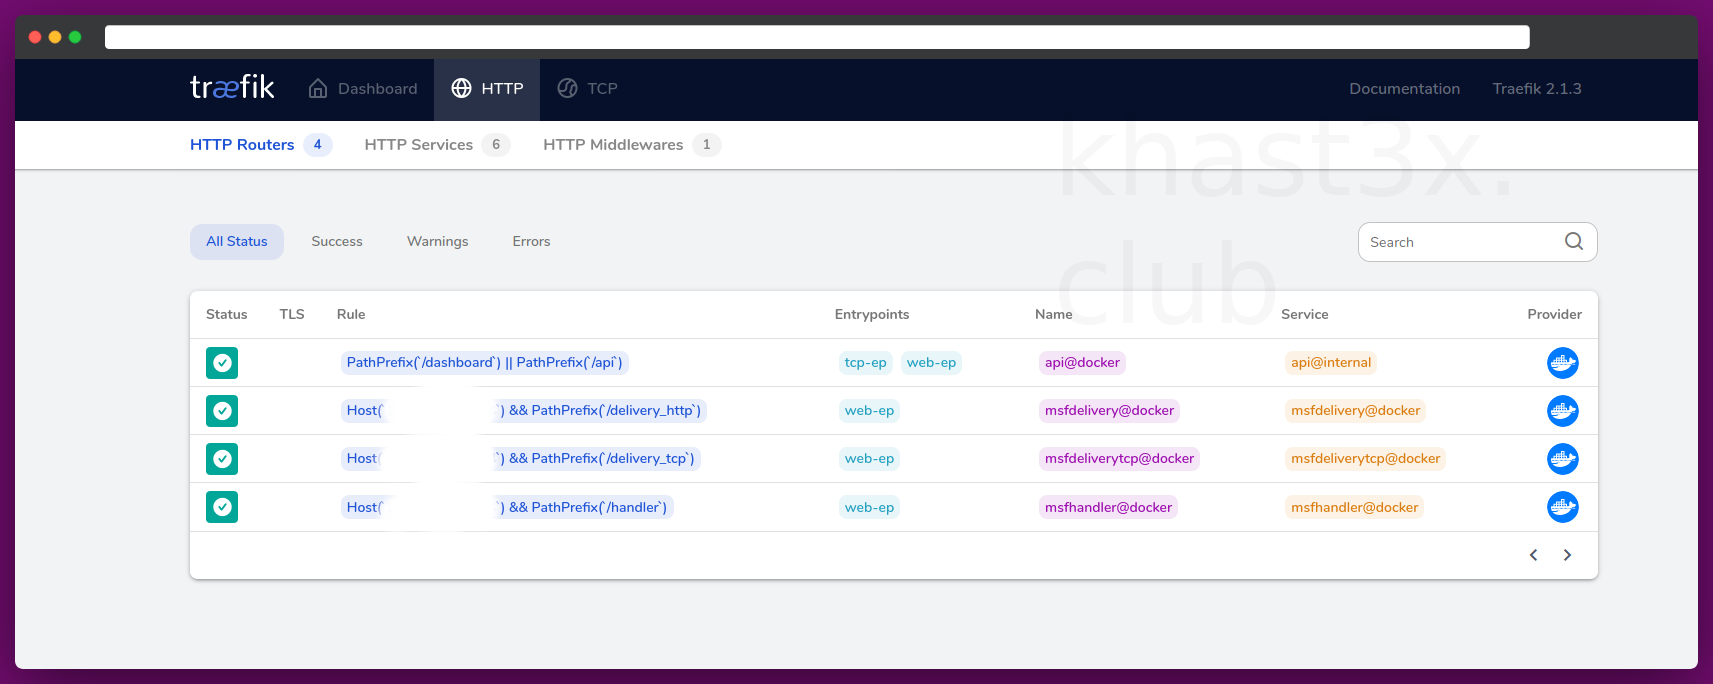 træfik Dashboard HTTP TCP Documentation Traefik 2.1.3
HTTP Routers 4 HTTP Services 6 HTTP Middlewares 1
khast3x.
club
All Status Success Warnings Errors Search
Status TLS Rule Entrypoints Name Service Provider
PathPrefix(`/dashboard`) || PathPrefix(`/api`) tcp-ep web-ep api@docker api@internal
Host(` `) && PathPrefix(`/delivery_http`) web-ep msfdelivery@docker msfdelivery@docker
Host( `) && PathPrefix(`/delivery_tcp`) web-ep msfdeliverytcp@docker msfdeliverytcp@docker
Host(` `) && PathPrefix(`/handler`) web-ep msfhandler@docker msfhandler@docker